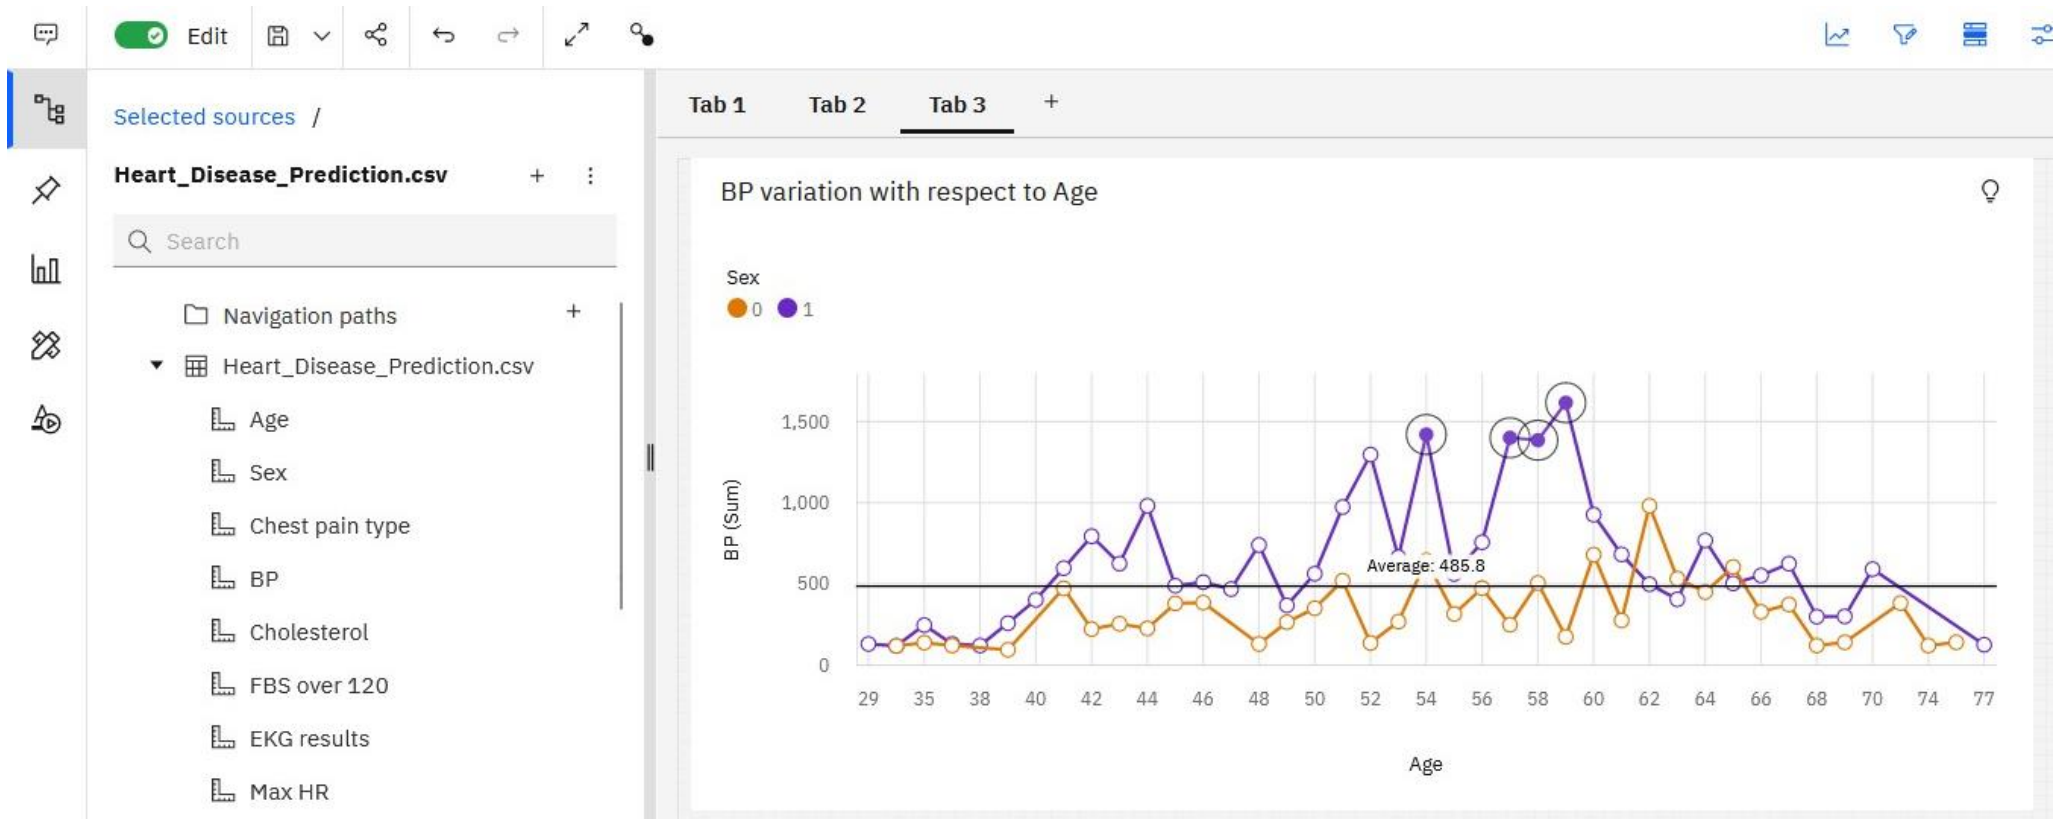 Edit
Selected sources /
Heart_Disease_Prediction.csv
Search
Navigation paths
Heart_Disease_Prediction.csv
Age
Sex
Chest pain type
BP
Cholesterol
FBS over 120
EKG results
Max HR
Tab 1 Tab 2 Tab 3
BP variation with respect to Age
Sex
0 1
BP (Sum)
1,500
1,000
500
0
Average: 485.8
29 35 38 40 42 44 46 48 50 52 54 56 58 60 62 64 66 68 70 74 77
Age